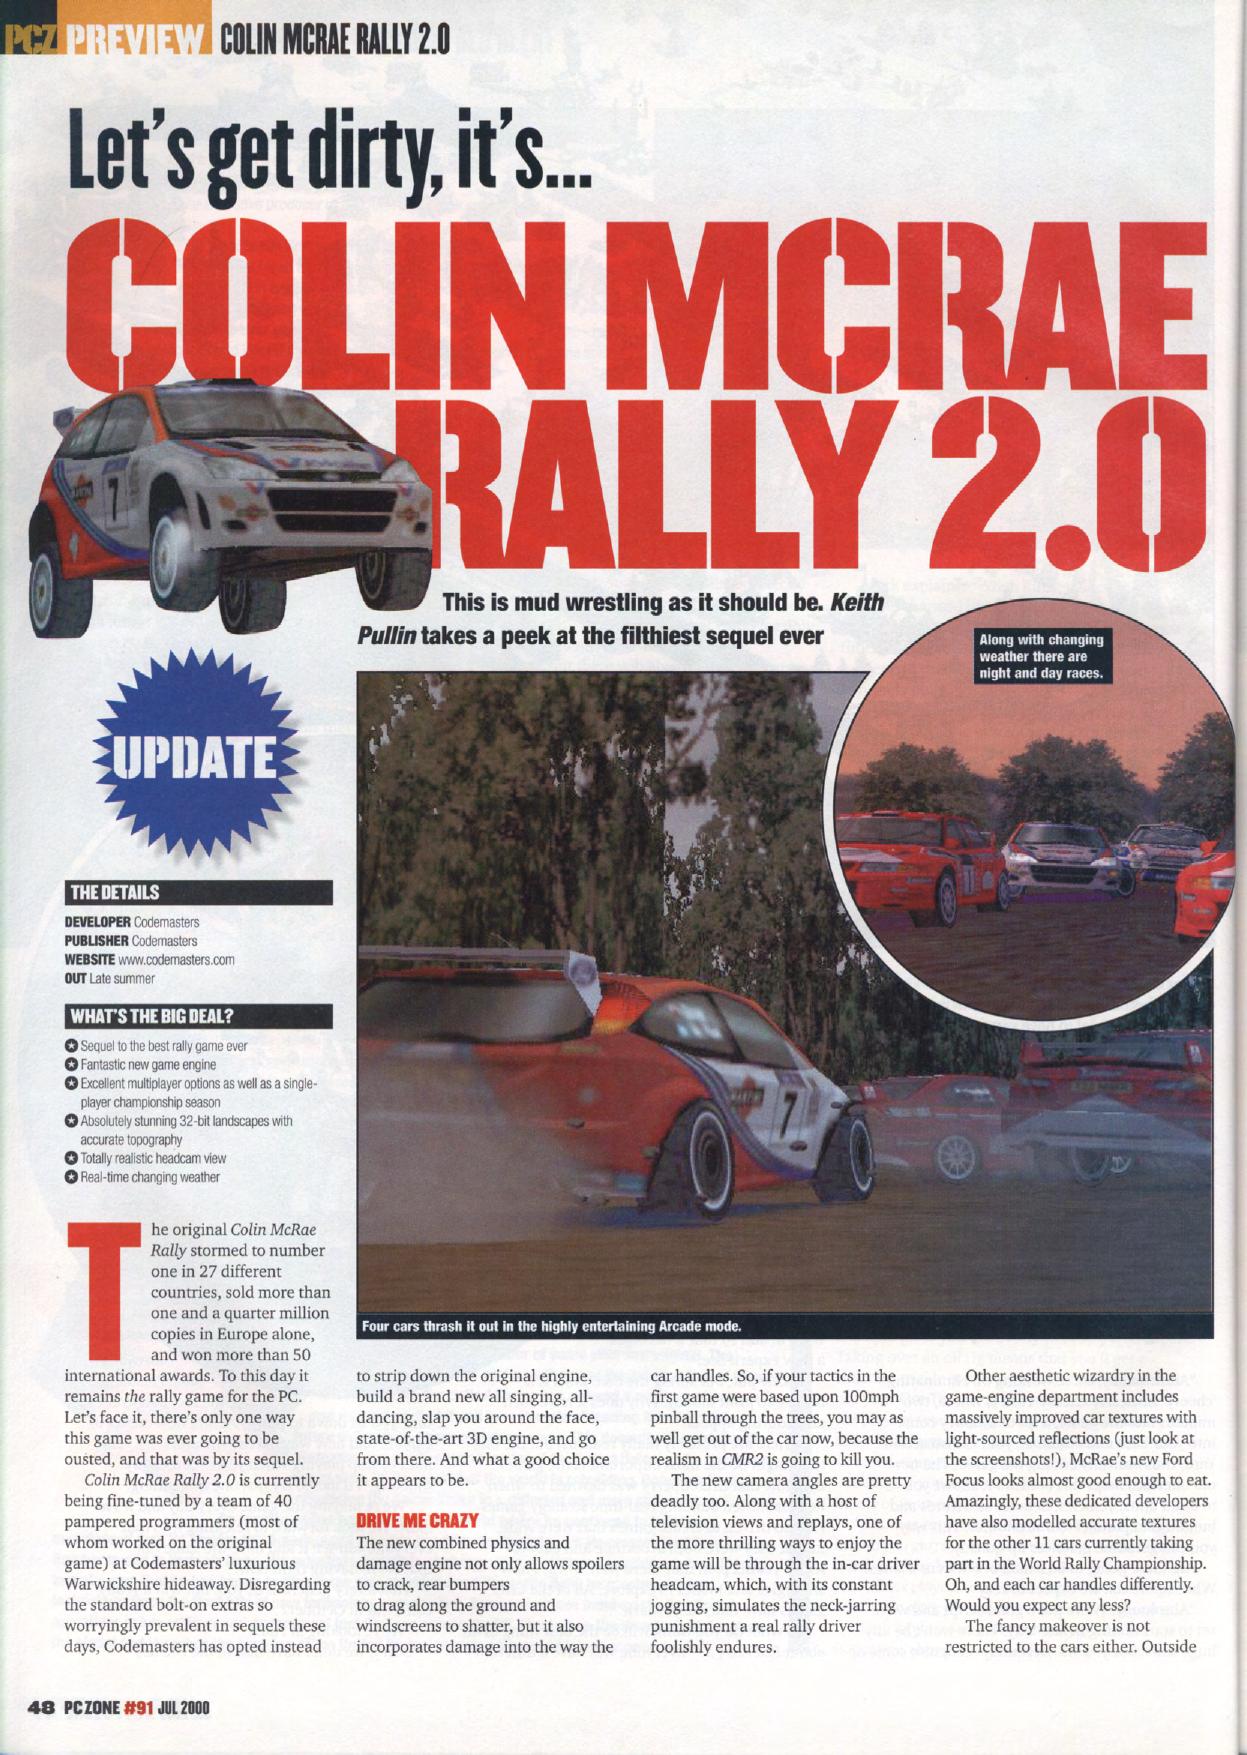 PCZ PREVIEW COLIN MCRAE RALLY 2.0
Let's get dirty, it's...
COLIN MCRAE
RALLY 2.0
This is mud wrestling as it should be. Keith
Pullin takes a peek at the filthiest sequel ever
Along with changing
weather there are
night and day races.
UPDATE
THE DETAILS
DEVELOPER Codemasters
PUBLISHER Codemasters
WEBSITE www.codemasters.com
OUT Late summer
WHAT'S THE BIG DEAL?
Sequel to the best rally game ever
Fantastic new game engine
Excellent multiplayer options as well as a single-
player championship season
Absolutely stunning 32-bit landscapes with
accurate topography
Totally realistic headcam view
Real-time changing weather
7
7
1
Four cars thrash it out in the highly entertaining Arcade mode.
The original Colin McRae
Rally stormed to number
one in 27 different
countries, sold more than
one and a quarter million
copies in Europe alone,
and won more than 50
international awards. To this day it
remains the rally game for the PC.
Let's face it, there's only one way
this game was ever going to be
ousted, and that was by its sequel.
Colin McRae Rally 2.0 is currently
being fine-tuned by a team of 40
pampered programmers (most of
whom worked on the original
game) at Codemasters' luxurious
Warwickshire hideaway. Disregarding
the standard bolt-on extras so
worryingly prevalent in sequels these
days, Codemasters has opted instead
to strip down the original engine,
build a brand new all singing, all-
dancing, slap you around the face,
state-of-the-art 3D engine, and go
from there. And what a good choice
it appears to be.
DRIVE ME CRAZY
The new combined physics and
damage engine not only allows spoilers
to crack, rear bumpers
to drag along the ground and
windscreens to shatter, but it also
incorporates damage into the way the
car handles. So, if your tactics in the
first game were based upon 100mph
pinball through the trees, you may as
well get out of the car now, because the
realism in CMR2 is going to kill you.
The new camera angles are pretty
deadly too. Along with a host of
television views and replays, one of
the more thrilling ways to enjoy the
game will be through the in-car driver
headcam, which, with its constant
jogging, simulates the neck-jarring
punishment a real rally driver
foolishly endures.
Other aesthetic wizardry in the
game-engine department includes
massively improved car textures with
light-sourced reflections (just look at
the screenshots!), McRae's new Ford
Focus looks almost good enough to eat.
Amazingly, these dedicated developers
have also modelled accurate textures
for the other 11 cars currently taking
part in the World Rally Championship.
Oh, and each car handles differently.
Would you expect any less?
The fancy makeover is not
restricted to the cars either. Outside
48 PC ZONE #91 JUL 2000